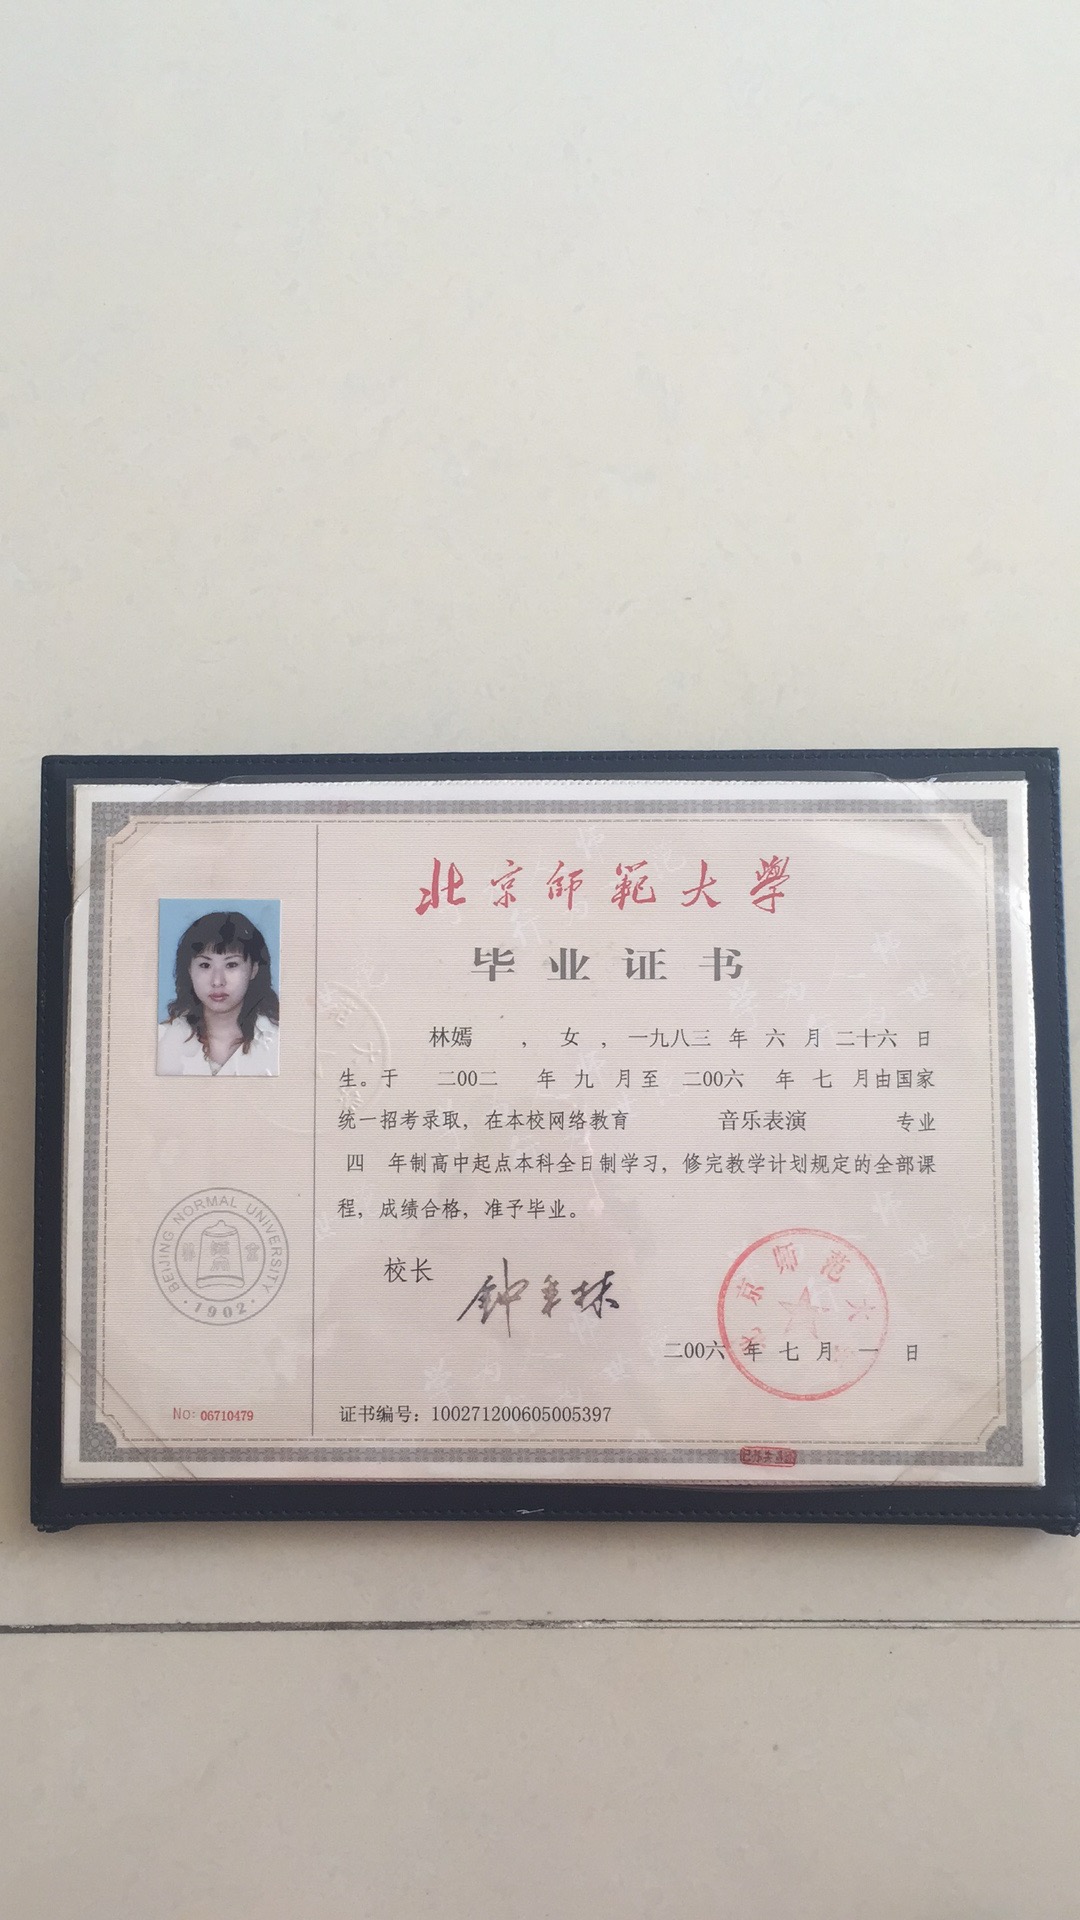 北京師範大學
毕业证书
林嫣 ， 女 ， 一九八三 年 六 月 二十六 日
生。于 二00二 年 九 月至 二00六 年 七 月由国家
统一招考录取，在本校网络教育 音乐表演 专业
四 年制高中起点本科全日制学习，修完教学计划规定的全部课
程，成绩合格，准予毕业。
校长
北京师范大学
二00六 年 七 月 一 日
BEIJING NORMAL UNIVERSITY
·1902·
No: 06710479
证书编号：100271200605005397